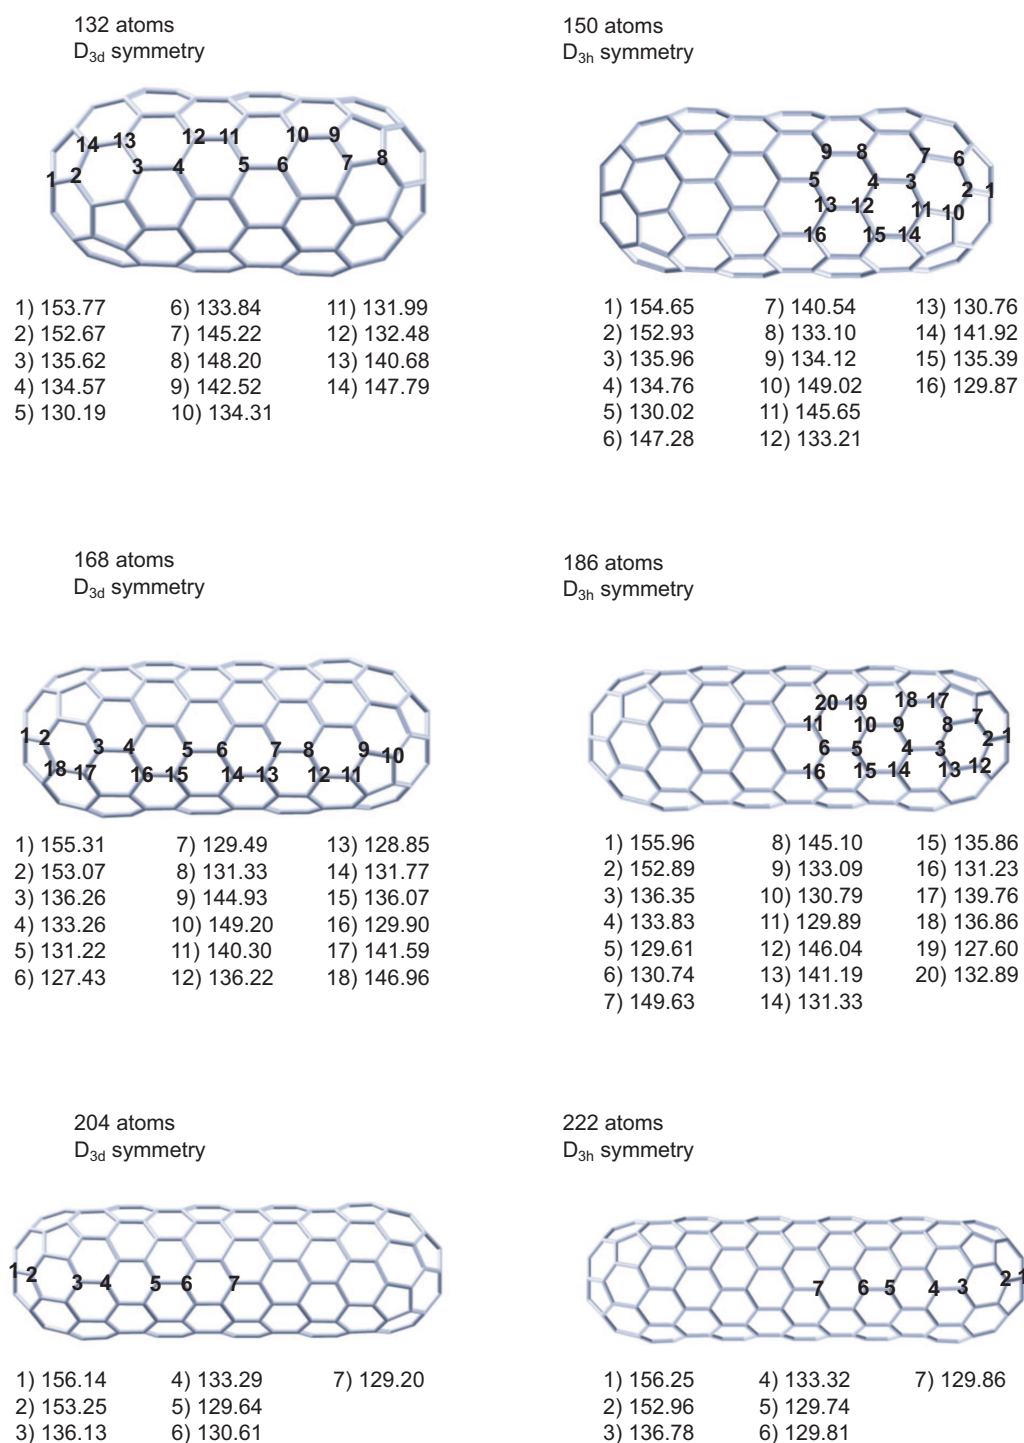 132 atoms
D3d symmetry
14 13 12 11 10 9
1 2 3 4 5 6 7 8
1) 153.77 6) 133.84 11) 131.99
2) 152.67 7) 145.22 12) 132.48
3) 135.62 8) 148.20 13) 140.68
4) 134.57 9) 142.52 14) 147.79
5) 130.19 10) 134.31
150 atoms
D3h symmetry
9 8 7 6
5 4 3 2 1
13 12 11 10
16 15 14
1) 154.65 7) 140.54 13) 130.76
2) 152.93 8) 133.10 14) 141.92
3) 135.96 9) 134.12 15) 135.39
4) 134.76 10) 149.02 16) 129.87
5) 130.02 11) 145.65
6) 147.28 12) 133.21
168 atoms
D3d symmetry
1 2 3 4 5 6 7 8 9 10
18 17 16 15 14 13 12 11
1) 155.31 7) 129.49 13) 128.85
2) 153.07 8) 131.33 14) 131.77
3) 136.26 9) 144.93 15) 136.07
4) 133.26 10) 149.20 16) 129.90
5) 131.22 11) 140.30 17) 141.59
6) 127.43 12) 136.22 18) 146.96
186 atoms
D3h symmetry
20 19 18 17
11 10 9 8 7
6 5 4 3 2 1
16 15 14 13 12
1) 155.96 8) 145.10 15) 135.86
2) 152.89 9) 133.09 16) 131.23
3) 136.35 10) 130.79 17) 139.76
4) 133.83 11) 129.89 18) 136.86
5) 129.61 12) 146.04 19) 127.60
6) 130.74 13) 141.19 20) 132.89
7) 149.63 14) 131.33
204 atoms
D3d symmetry
1 2 3 4 5 6 7
1) 156.14 4) 133.29 7) 129.20
2) 153.25 5) 129.64
3) 136.13 6) 130.61
222 atoms
D3h symmetry
7 6 5 4 3 2 1
1) 156.25 4) 133.32 7) 129.86
2) 152.96 5) 129.74
3) 136.78 6) 129.81